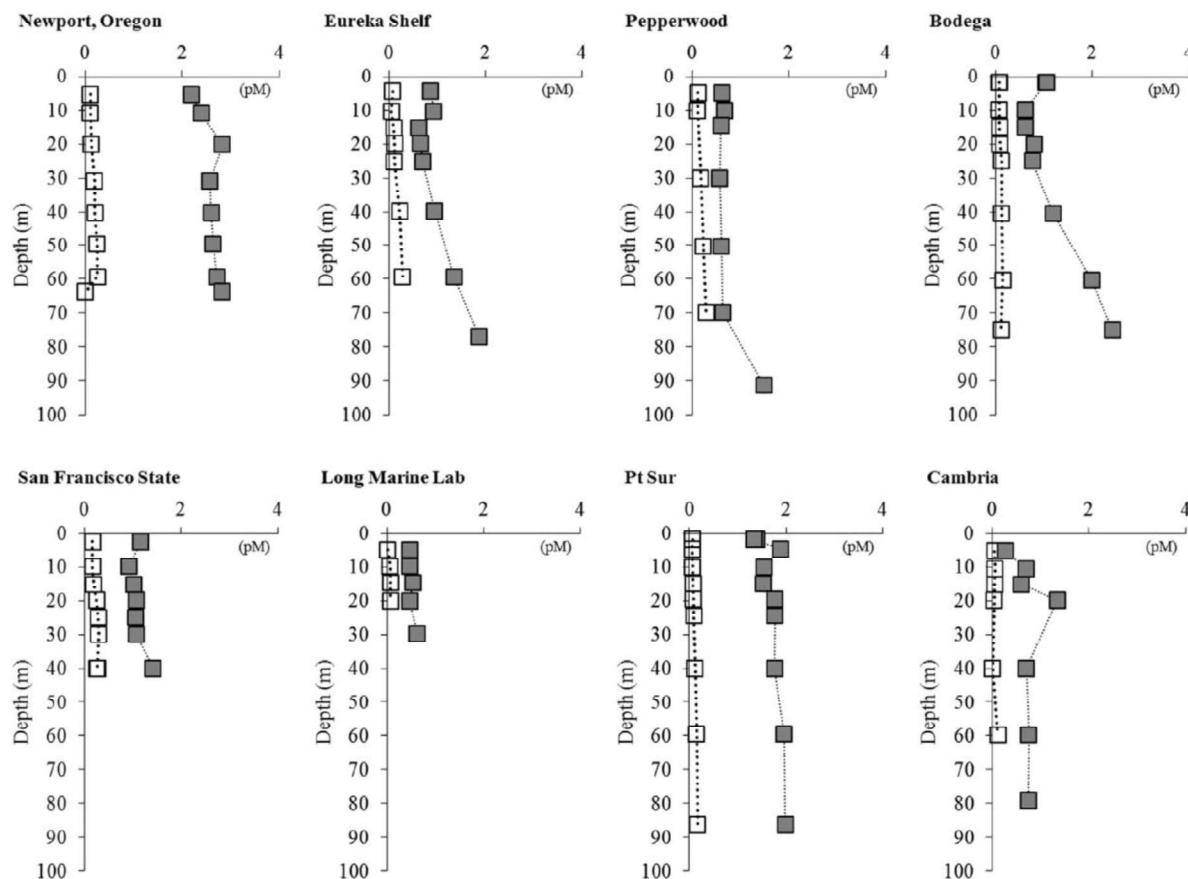 Newport, Oregon
0 2 4
(pM)
0
10
20
30
40
50
60
70
80
90
100
Depth (m)
Eureka Shelf
0 2 4
(pM)
0
10
20
30
40
50
60
70
80
90
100
Depth (m)
Pepperwood
0 2 4
(pM)
0
10
20
30
40
50
60
70
80
90
100
Depth (m)
Bodega
0 2 4
(pM)
0
10
20
30
40
50
60
70
80
90
100
Depth (m)
San Francisco State
0 2 4
(pM)
0
10
20
30
40
50
60
70
80
90
100
Depth (m)
Long Marine Lab
0 2 4
(pM)
0
10
20
30
40
50
60
70
80
90
100
Depth (m)
Pt Sur
0 2 4
(pM)
0
10
20
30
40
50
60
70
80
90
100
Depth (m)
Cambria
0 2 4
(pM)
0
10
20
30
40
50
60
70
80
90
100
Depth (m)